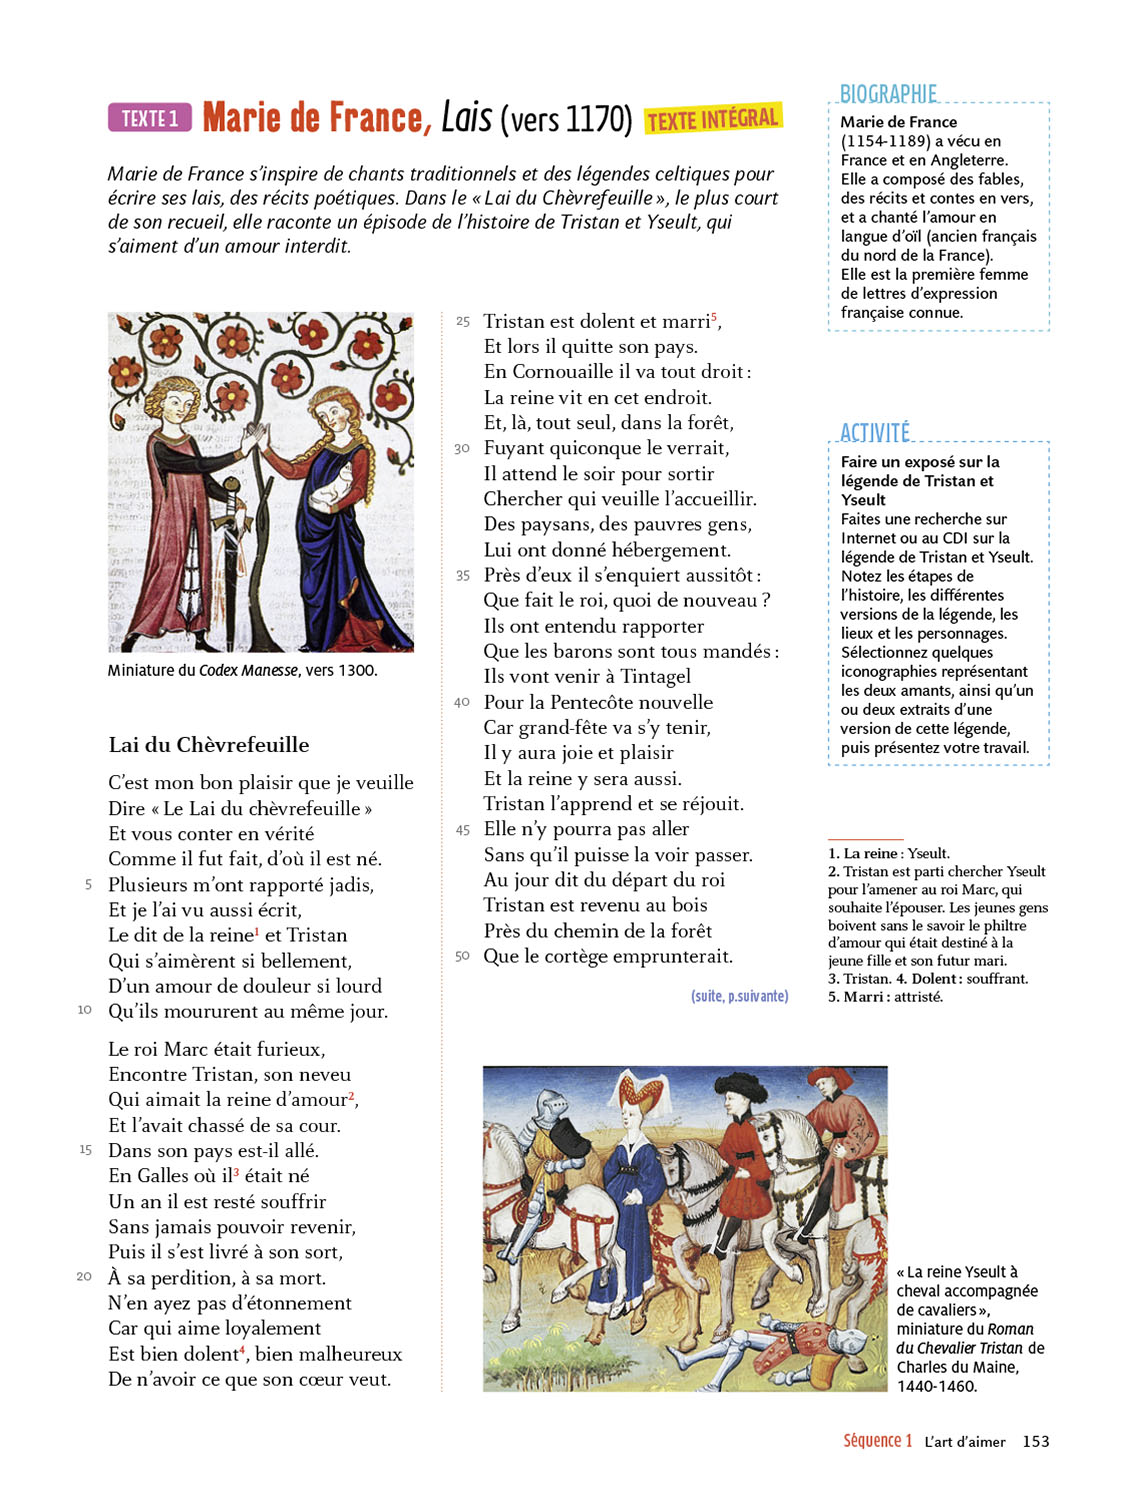 TEXTE 1 Marie de France, Lais (vers 1170) TEXTE INTÉGRAL
Marie de France s'inspire de chants traditionnels et des légendes celtiques pour
écrire ses lais, des récits poétiques. Dans le « Lai du Chèvrefeuille », le plus court
de son recueil, elle raconte un épisode de l'histoire de Tristan et Yseult, qui
s'aiment d'un amour interdit.
Miniature du Codex Manesse, vers 1300.
Lai du Chèvrefeuille
C'est mon bon plaisir que je veuille
Dire « Le Lai du chèvrefeuille »
Et vous conter en vérité
Comme il fut fait, d'où il est né.
5 Plusieurs m'ont rapporté jadis,
Et je l'ai vu aussi écrit,
Le dit de la reine1 et Tristan
Qui s'aimèrent si bellement,
D'un amour de douleur si lourd
10 Qu'ils moururent au même jour.
Le roi Marc était furieux,
Encontre Tristan, son neveu
Qui aimait la reine d'amour2,
Et l'avait chassé de sa cour.
15 Dans son pays est-il allé.
En Galles où il3 était né
Un an il est resté souffrir
Sans jamais pouvoir revenir,
Puis il s'est livré à son sort,
20 À sa perdition, à sa mort.
N'en ayez pas d'étonnement
Car qui aime loyalement
Est bien dolent4, bien malheureux
De n'avoir ce que son cœur veut.
25 Tristan est dolent et marri5,
Et lors il quitte son pays.
En Cornouaille il va tout droit :
La reine vit en cet endroit.
Et, là, tout seul, dans la forêt,
30 Fuyant quiconque le verrait,
Il attend le soir pour sortir
Chercher qui veuille l'accueillir.
Des paysans, des pauvres gens,
Lui ont donné hébergement.
35 Près d'eux il s'enquiert aussitôt :
Que fait le roi, quoi de nouveau ?
Ils ont entendu rapporter
Que les barons sont tous mandés :
Ils vont venir à Tintagel
40 Pour la Pentecôte nouvelle
Car grand-fête va s'y tenir,
Il y aura joie et plaisir
Et la reine y sera aussi.
Tristan l'apprend et se réjouit.
45 Elle n'y pourra pas aller
Sans qu'il puisse la voir passer.
Au jour dit du départ du roi
Tristan est revenu au bois
Près du chemin de la forêt
50 Que le cortège emprunterait.
(suite, p.suivante)
« La reine Yseult à
cheval accompagnée
de cavaliers »,
miniature du Roman
du Chevalier Tristan de
Charles du Maine,
1440-1460.
BIOGRAPHIE
Marie de France
(1154-1189) a vécu en
France et en Angleterre.
Elle a composé des fables,
des récits et contes en vers,
et a chanté l'amour en
langue d'oïl (ancien français
du nord de la France).
Elle est la première femme
de lettres d'expression
française connue.
ACTIVITÉ
Faire un exposé sur la
légende de Tristan et
Yseult
Faites une recherche sur
Internet ou au CDI sur la
légende de Tristan et Yseult.
Notez les étapes de
l'histoire, les différentes
versions de la légende, les
lieux et les personnages.
Sélectionnez quelques
iconographies représentant
les deux amants, ainsi qu'un
ou deux extraits d'une
version de cette légende,
puis présentez votre travail.
1. La reine : Yseult.
2. Tristan est parti chercher Yseult
pour l'amener au roi Marc, qui
souhaite l'épouser. Les jeunes gens
boivent sans le savoir le philtre
d'amour qui était destiné à la
jeune fille et son futur mari.
3. Tristan. 4. Dolent : souffrant.
5. Marri : attristé.
Séquence 1 L'art d'aimer 153